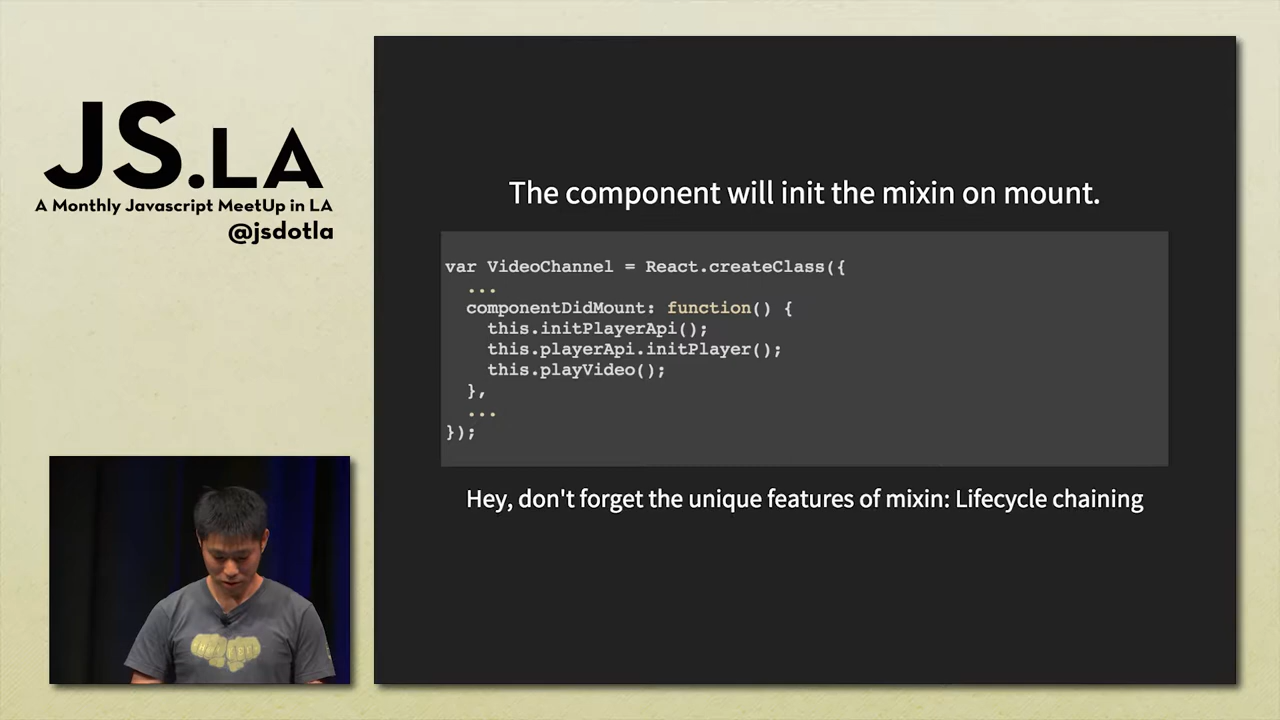 JS.LA
A Monthly Javascript MeetUp in LA
@jsdotla
The component will init the mixin on mount.
var VideoChannel = React.createClass({
...
componentDidMount: function() {
this.initPlayerApi();
this.playerApi.initPlayer();
this.playVideo();
},
...
});
Hey, don't forget the unique features of mixin: Lifecycle chaining